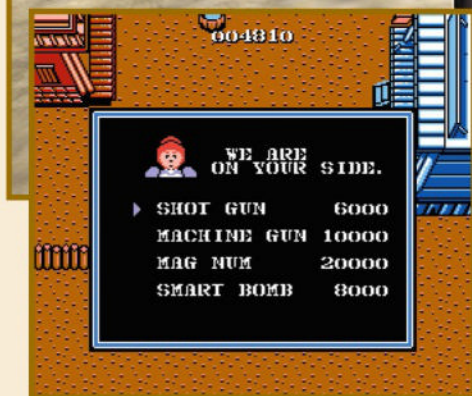 004810
WE ARE
ON YOUR SIDE.
SHOT GUN 6000
MACHINE GUN 10000
MAG NUM 20000
SMART BOMB 8000